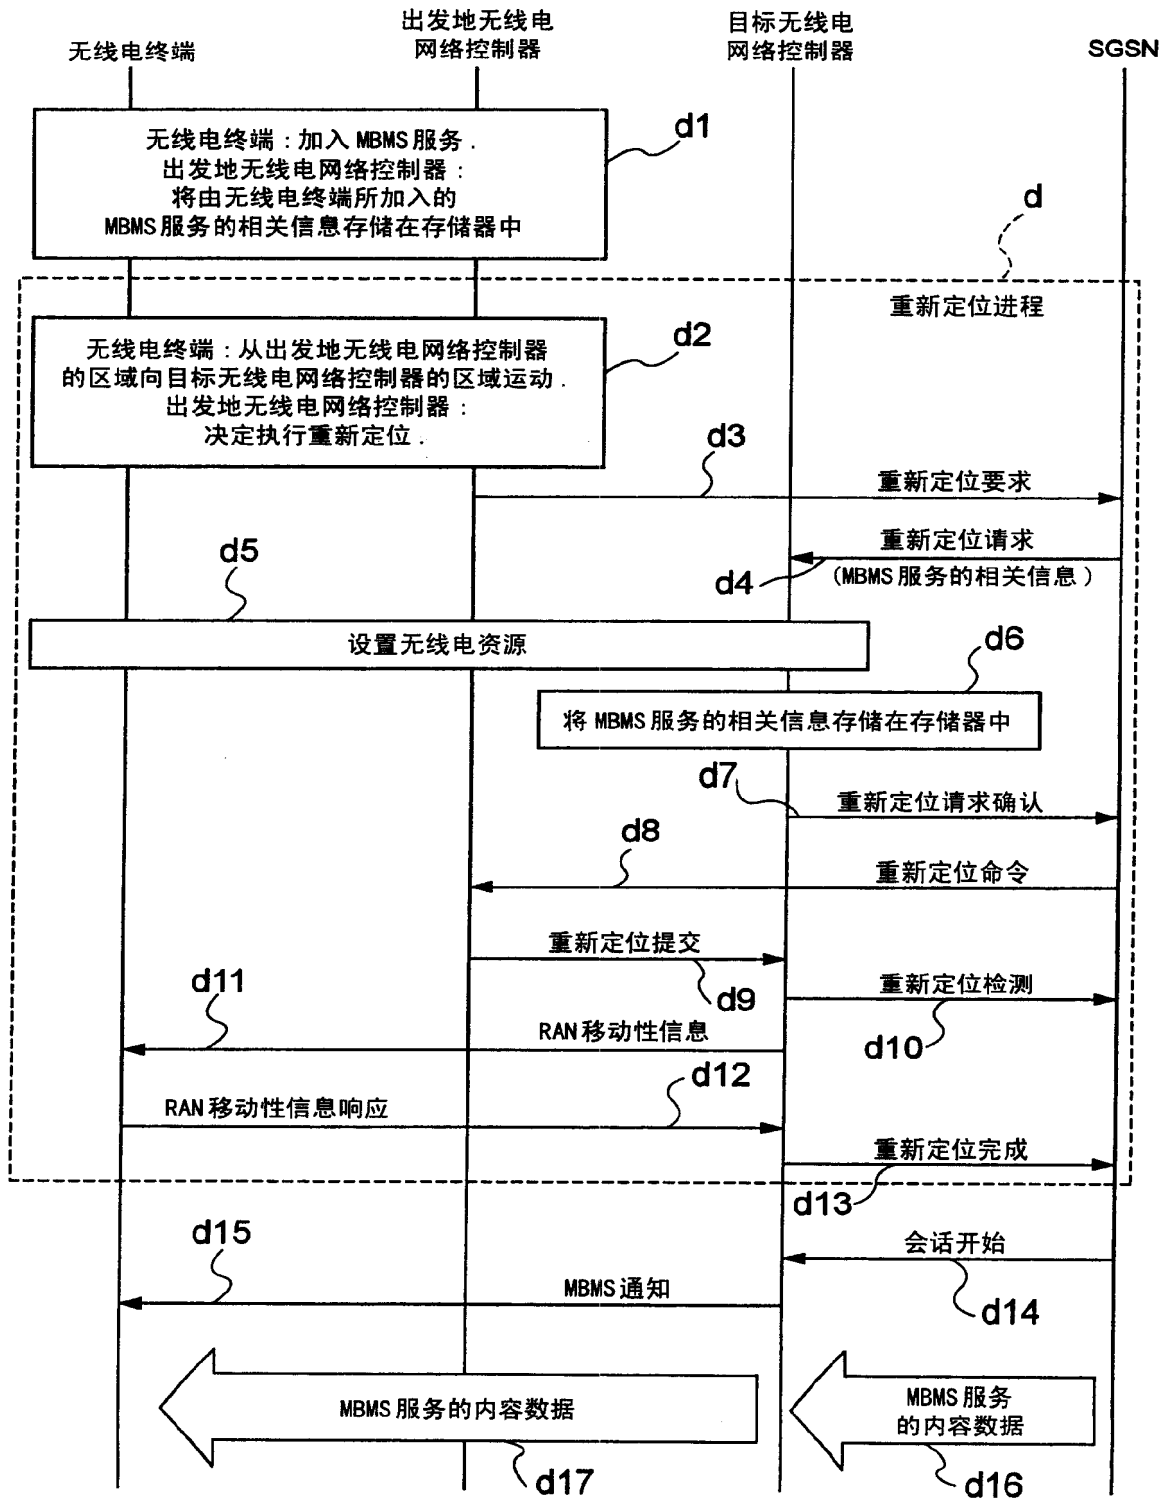 无线电终端
出发地无线电
网络控制器
目标无线电
网络控制器
SGSN
d1
无线电终端：加入 MBMS 服务.
出发地无线电网络控制器：
将由无线电终端所加入的
MBMS 服务的相关信息存储在存储器中
d
重新定位进程
d2
无线电终端：从出发地无线电网络控制器
的区域向目标无线电网络控制器的区域运动.
出发地无线电网络控制器：
决定执行重新定位.
d3
重新定位要求
重新定位请求
d4
(MBMS 服务的相关信息)
d5
设置无线电资源
d6
将 MBMS 服务的相关信息存储在存储器中
d7
重新定位请求确认
d8
重新定位命令
重新定位提交
d9
重新定位检测
d10
d11
RAN 移动性信息
d12
RAN 移动性信息响应
重新定位完成
d13
会话开始
d14
d15
MBMS 通知
MBMS 服务的内容数据
d17
MBMS 服务
的内容数据
d16